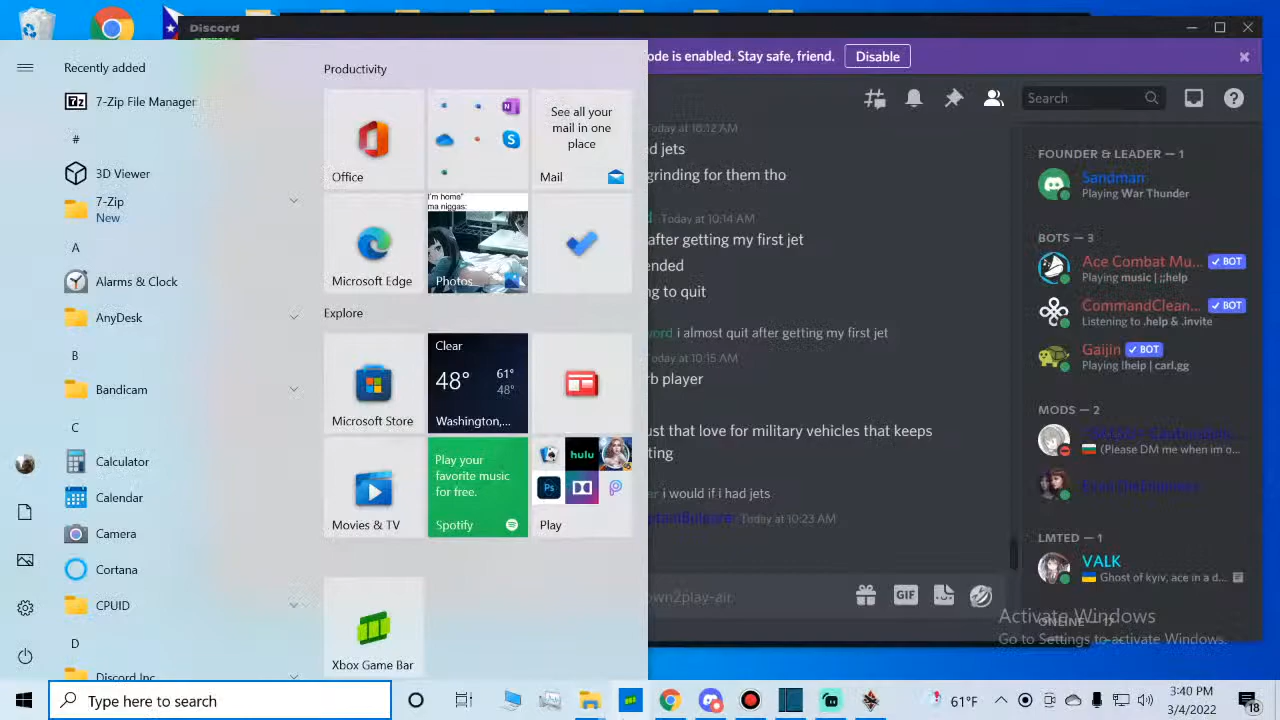 Discord
ode is enabled. Stay safe, friend.
Disable
Recently added
7-Zip File Manager
#
3D Viewer
7-Zip
New
A
Alarms & Clock
AnyDesk
B
Bandicam
C
Calculator
Calendar
Camera
Cortana
CPUID
D
Discord Inc
Productivity
Office
See all your
mail in one
place
Mail
Microsoft Edge
I'm home"
ma niggas:
Photos
Explore
Microsoft Store
Clear
48°
61°
48°
Washington,...
Movies & TV
Play your
favorite music
for free.
Spotify
hulu
Ps
Play
Xbox Game Bar
Search
Today at 10:12 AM
d jets
grinding for them tho
Today at 10:14 AM
after getting my first jet
ended
ng to quit
word i almost quit after getting my first jet
Today at 10:15 AM
rb player
ust that love for military vehicles that keeps
ting
er i would if I had jets
Today at 10:23 AM
own2play-air
GIF
FOUNDER & LEADER — 1
Sandman
Playing War Thunder
BOTS — 3
Ace Combat Mu...
BOT
Playing music | ;;help
CommandClean...
BOT
Listening to .help & .invite
Gaijin
BOT
Playing !help | carl.gg
MODS — 2
(Please DM me when im o...
LMTED — 1
VALK
Ghost of kyiv, ace in a d...
Activate Windows
Go to Settings to activate Windows.
Type here to search
61°F
3:40 PM
3/4/2022
18